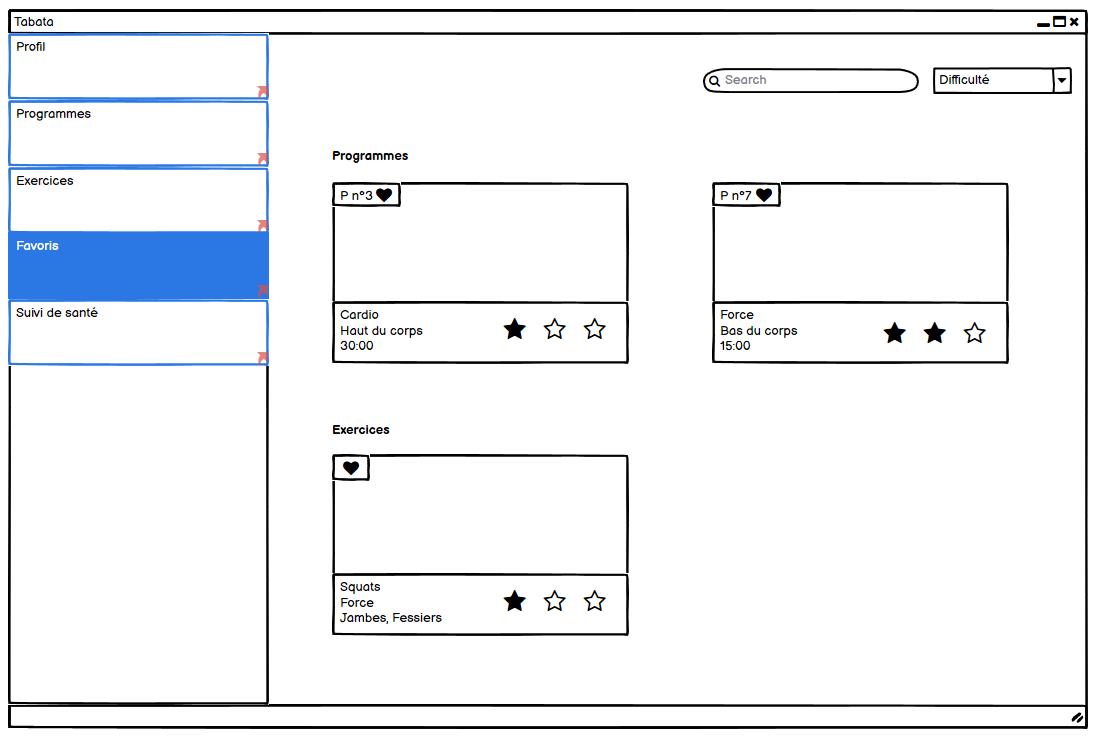 Tabata
Profil
Programmes
Exercices
Favoris
Suivi de santé
Search
Difficulté
Programmes
P n°3
Cardio
Haut du corps
30:00
P n°7
Force
Bas du corps
15:00
Exercices
Squats
Force
Jambes, Fessiers